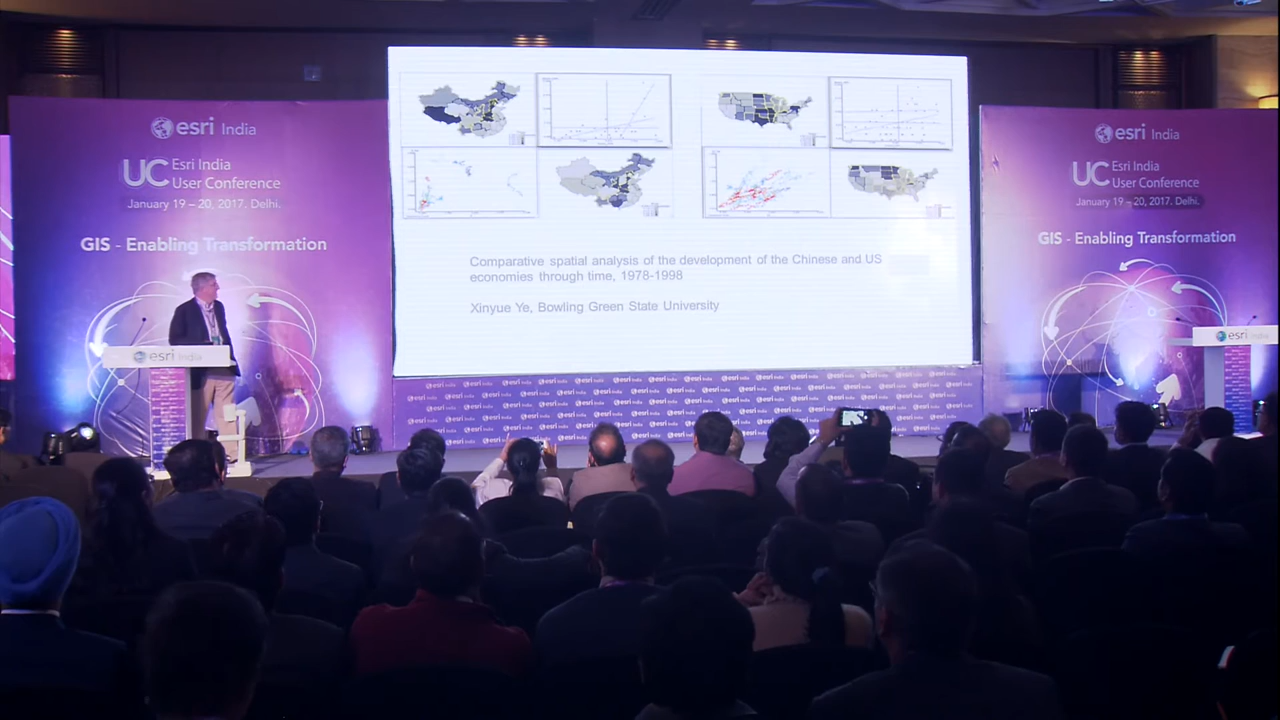 esri India
UC Esri India
User Conference
January 19 – 20, 2017. Delhi.
GIS - Enabling Transformation
esri India
Comparative spatial analysis of the development of the Chinese and US
economies through time, 1978-1998
Xinyue Ye, Bowling Green State University
esri India
UC Esri India
User Conference
January 19 – 20, 2017. Delhi.
GIS - Enabling Transformation
esri India